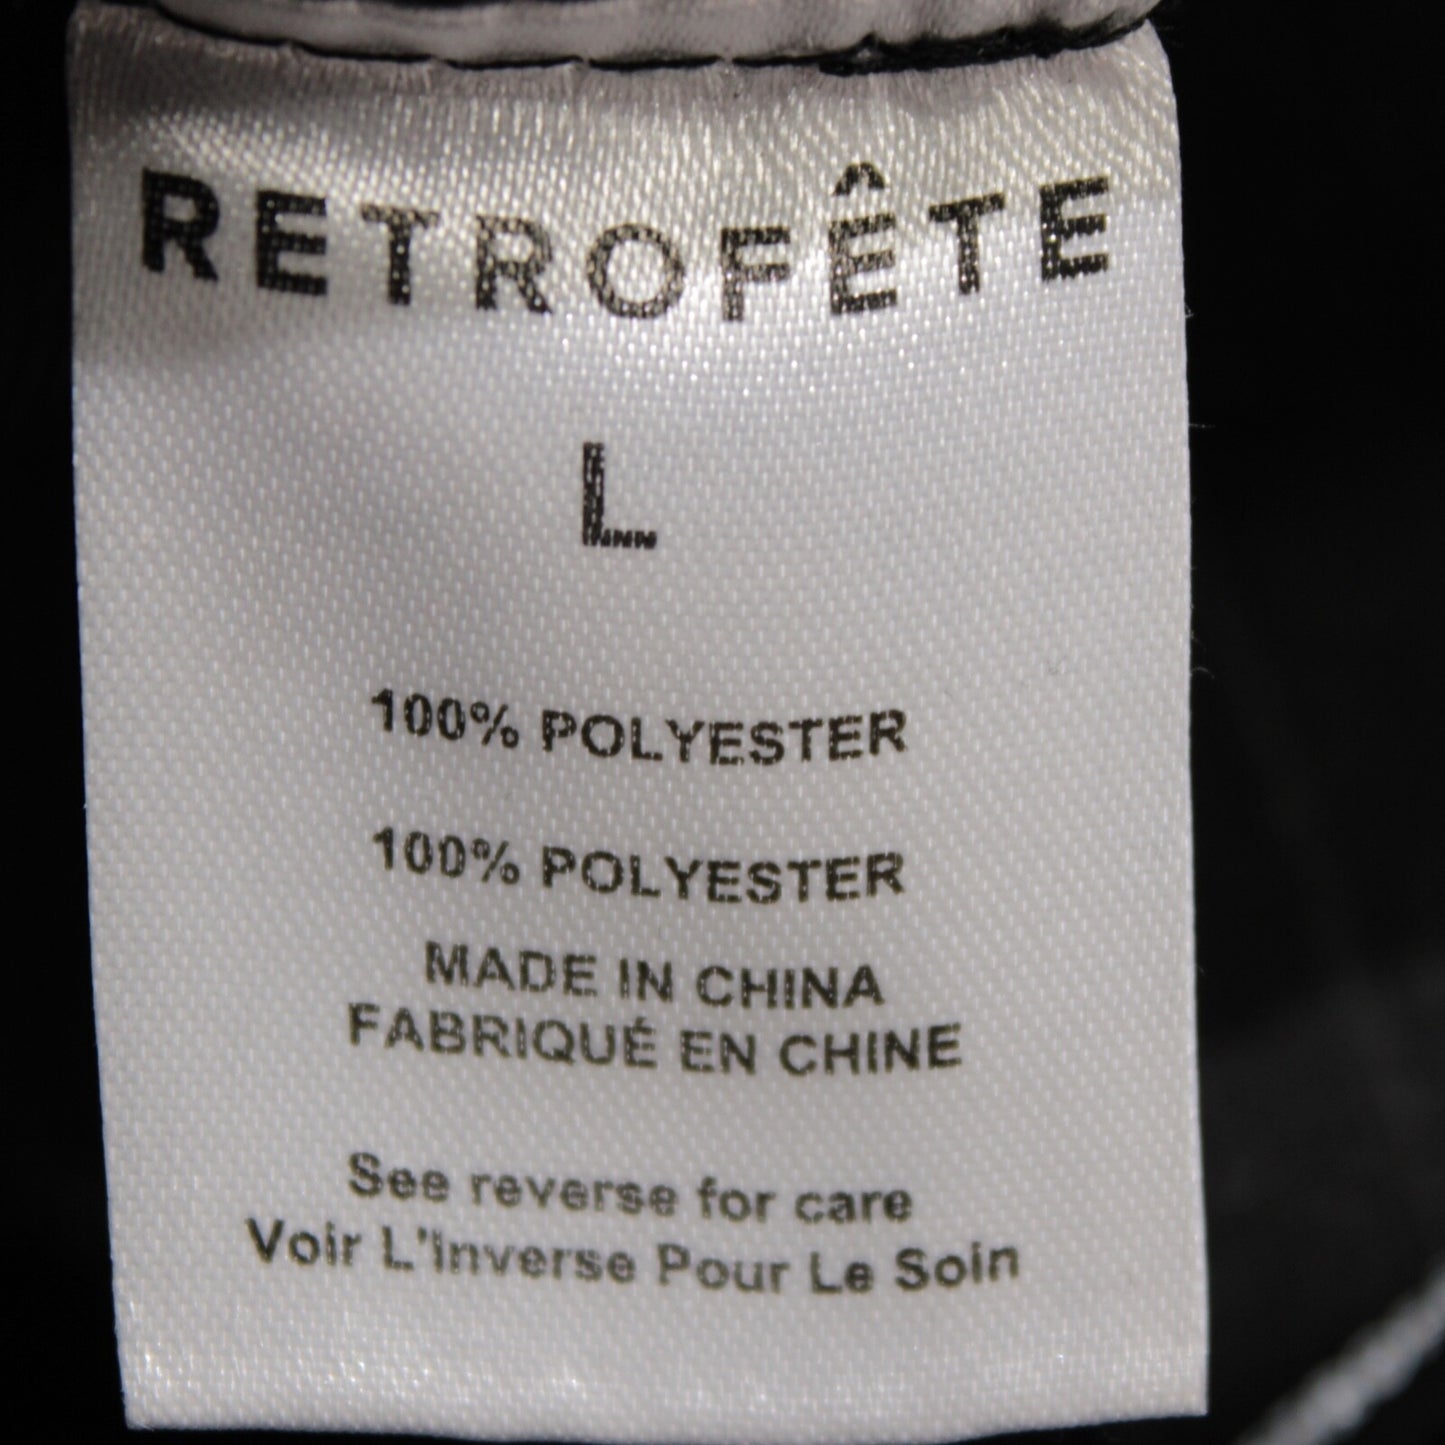 RETROFÊTE
L
100% POLYESTER
100% POLYESTER
MADE IN CHINA
FABRIQUÉ EN CHINE
See reverse for care
Voir L'Inverse Pour Le Soin